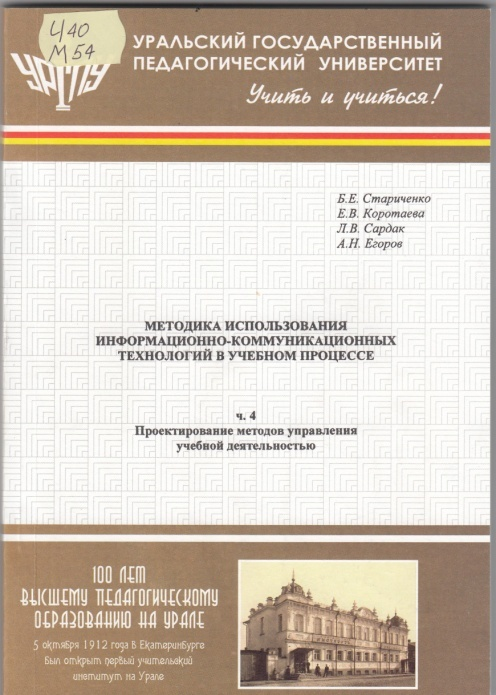 Ч40
М54
УРГПУ
УРАЛЬСКИЙ ГОСУДАРСТВЕННЫЙ
ПЕДАГОГИЧЕСКИЙ УНИВЕРСИТЕТ
Учить и учиться!
Б.Е. Стариченко
Е.В. Коротаева
Л.В. Сардак
А.Н. Егоров
МЕТОДИКА ИСПОЛЬЗОВАНИЯ
ИНФОРМАЦИОННО-КОММУНИКАЦИОННЫХ
ТЕХНОЛОГИЙ В УЧЕБНОМ ПРОЦЕССЕ
ч. 4
Проектирование методов управления
учебной деятельностью
100 ЛЕТ
ВЫСШЕМУ ПЕДАГОГИЧЕСКОМУ
ОБРАЗОВАНИЮ НА УРАЛЕ
5 октября 1912 года в Екатеринбурге
был открыт первый учительский
институт на Урале